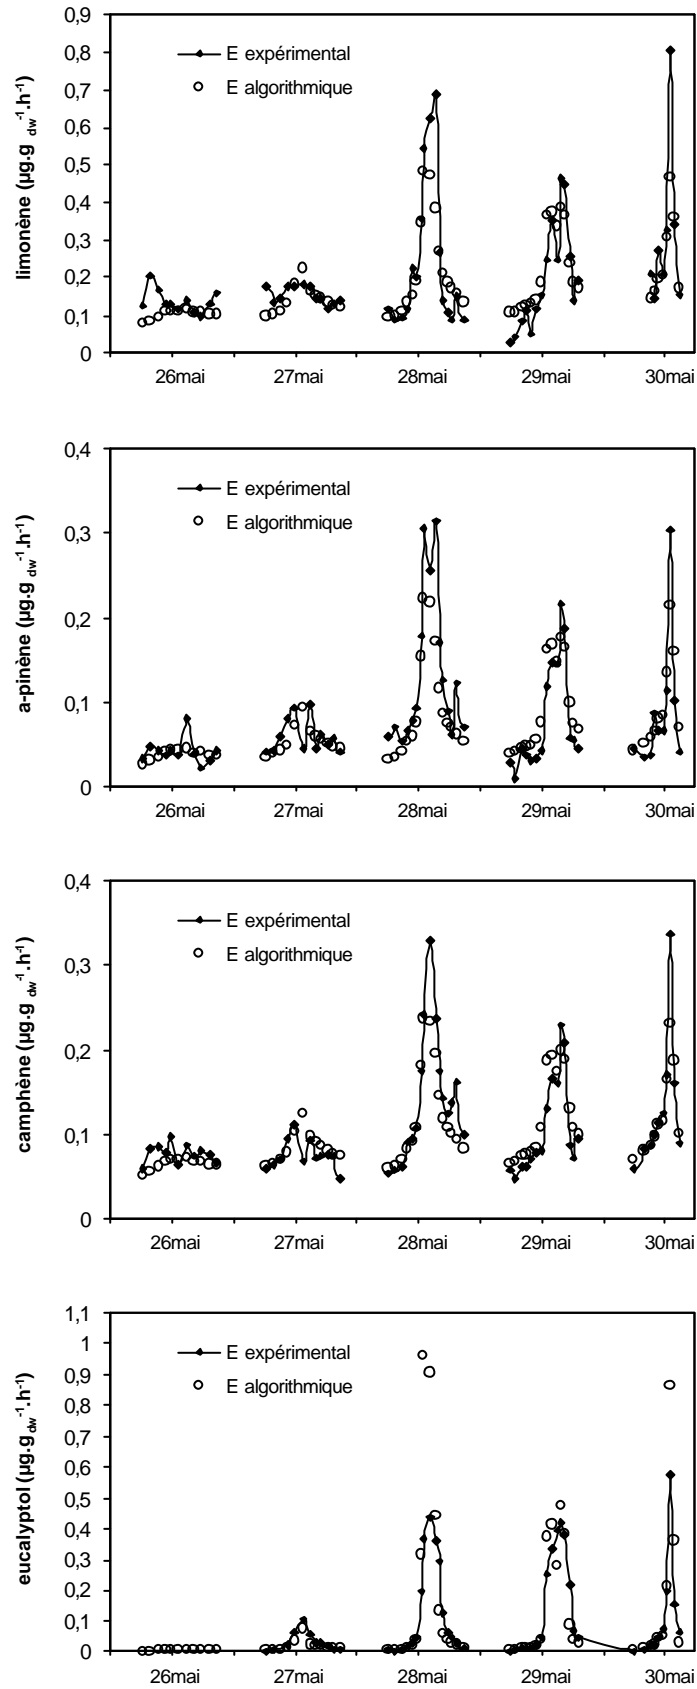 limonène (µg.g dw-1.h-1)
0,9
0,8
0,7
0,6
0,5
0,4
0,3
0,2
0,1
0
E expérimental
E algorithmique
26mai 27mai 28mai 29mai 30mai
a-pinène (µg.g dw-1.h-1)
0,4
0,3
0,2
0,1
0
E expérimental
E algorithmique
26mai 27mai 28mai 29mai 30mai
camphène (µg.g dw-1.h-1)
0,4
0,3
0,2
0,1
0
E expérimental
E algorithmique
26mai 27mai 28mai 29mai 30mai
eucalyptol (µg.gdw-1.h-1)
1,1
1
0,9
0,8
0,7
0,6
0,5
0,4
0,3
0,2
0,1
0
E expérimental
E algorithmique
26mai 27mai 28mai 29mai 30mai